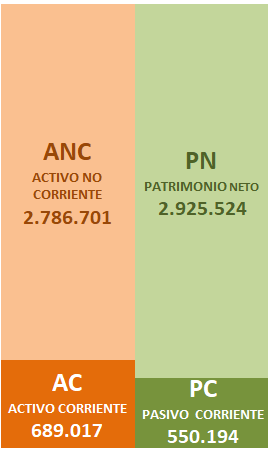 ANC
ACTIVO NO
CORRIENTE
2.786.701
AC
ACTIVO CORRIENTE
689.017
PN
PATRIMONIO NETO
2.925.524
PC
PASIVO CORRIENTE
550.194